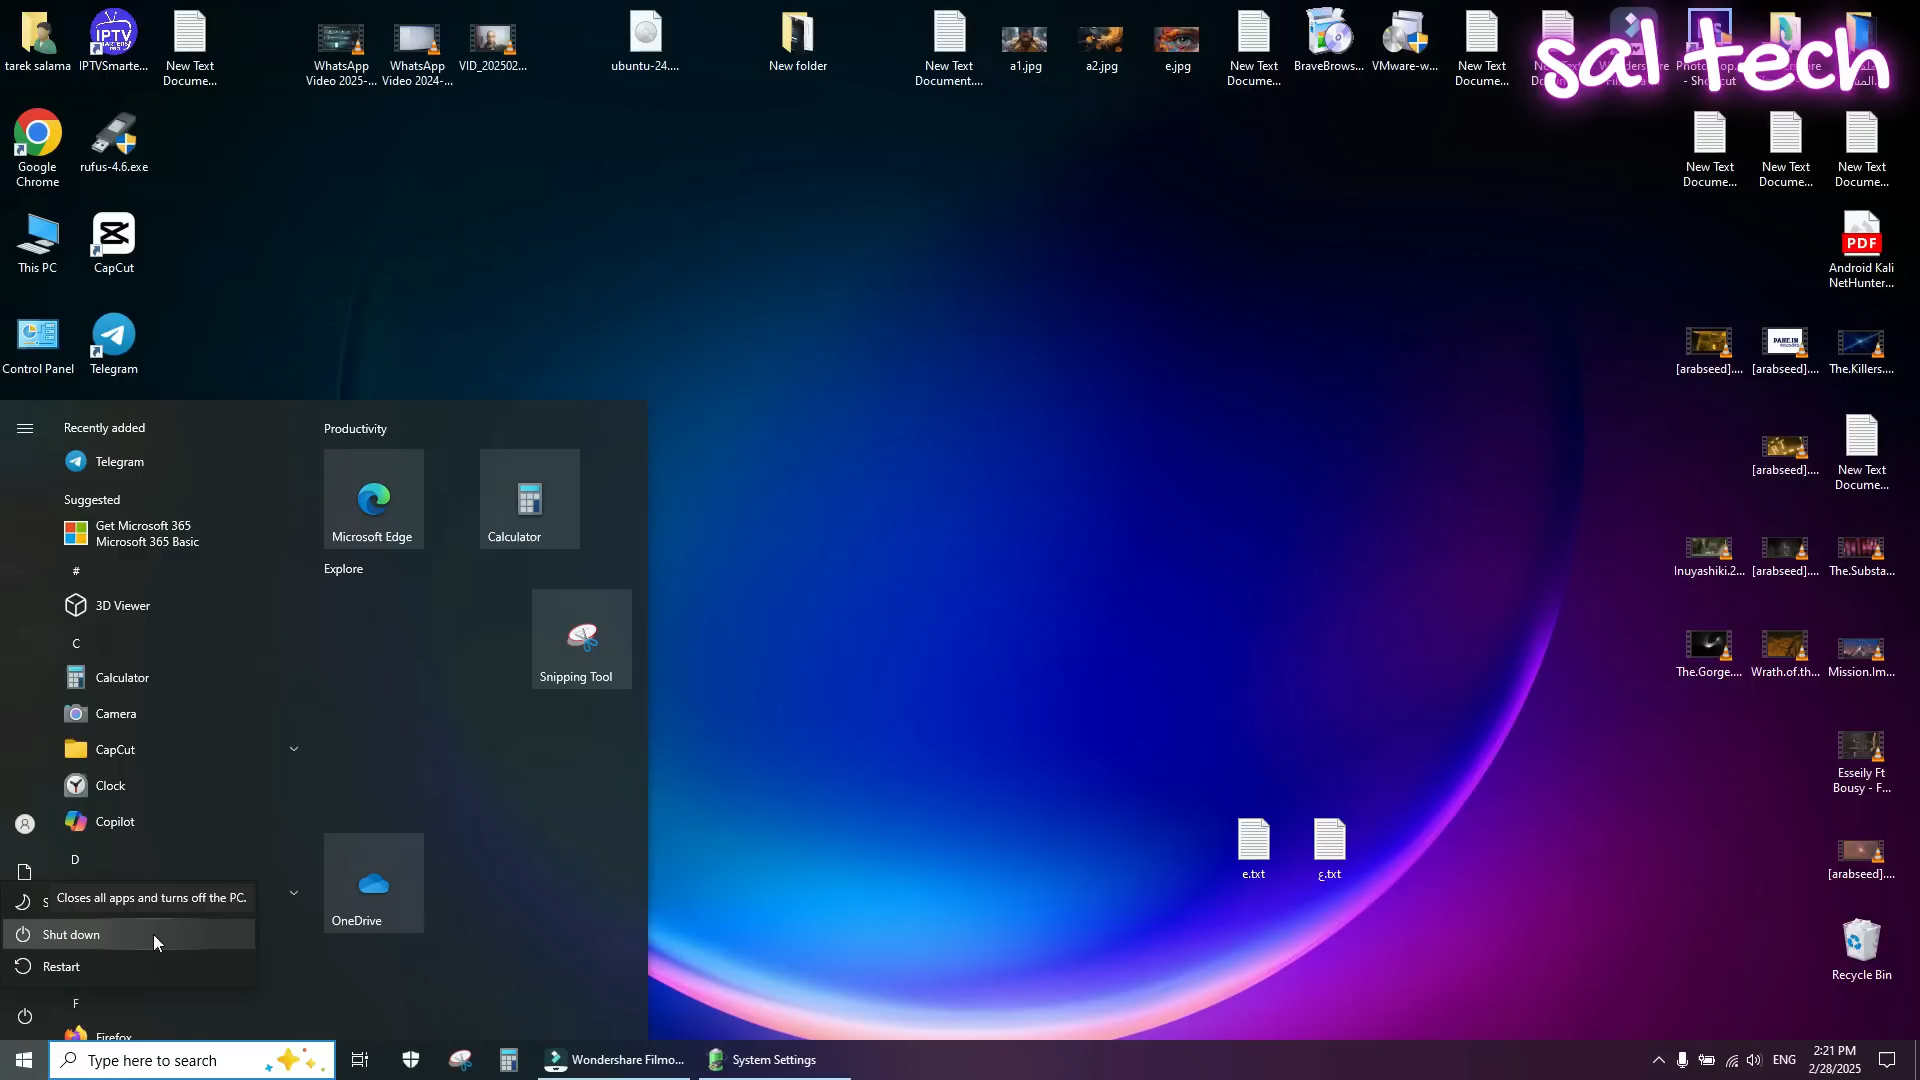 sal tech
tarek salama
IPTVSmarte...
New Text
Docume...
WhatsApp
Video 2025-...
WhatsApp
Video 2024-...
VID_202502...
ubuntu-24....
New folder
New Text
Document....
a1.jpg
a2.jpg
e.jpg
New Text
Docume...
BraveBrows...
VMware-w...
New Text
Docume...
- Shortcut
Google
Chrome
rufus-4.6.exe
New Text
Docume...
New Text
Docume...
New Text
Docume...
This PC
CapCut
PDF
Android Kali
NetHunter...
Control Panel
Telegram
[arabseed]....
PAHE.IN
[arabseed]....
The.Killers....
[arabseed]....
New Text
Docume...
Inuyashiki.2...
[arabseed]....
The.Substa...
The.Gorge....
Wrath.of.th...
Mission.Im...
Esseily Ft
Bousy - F...
e.txt
ع.txt
[arabseed]....
Recycle Bin
Recently added
Telegram
Suggested
Get Microsoft 365
Microsoft 365 Basic
#
3D Viewer
C
Calculator
Camera
CapCut
Clock
Copilot
D
Closes all apps and turns off the PC.
Shut down
Restart
F
Firefox
Productivity
Microsoft Edge
Calculator
Explore
Snipping Tool
OneDrive
Type here to search
Wondershare Filmo...
System Settings
ENG
2:21 PM
2/28/2025